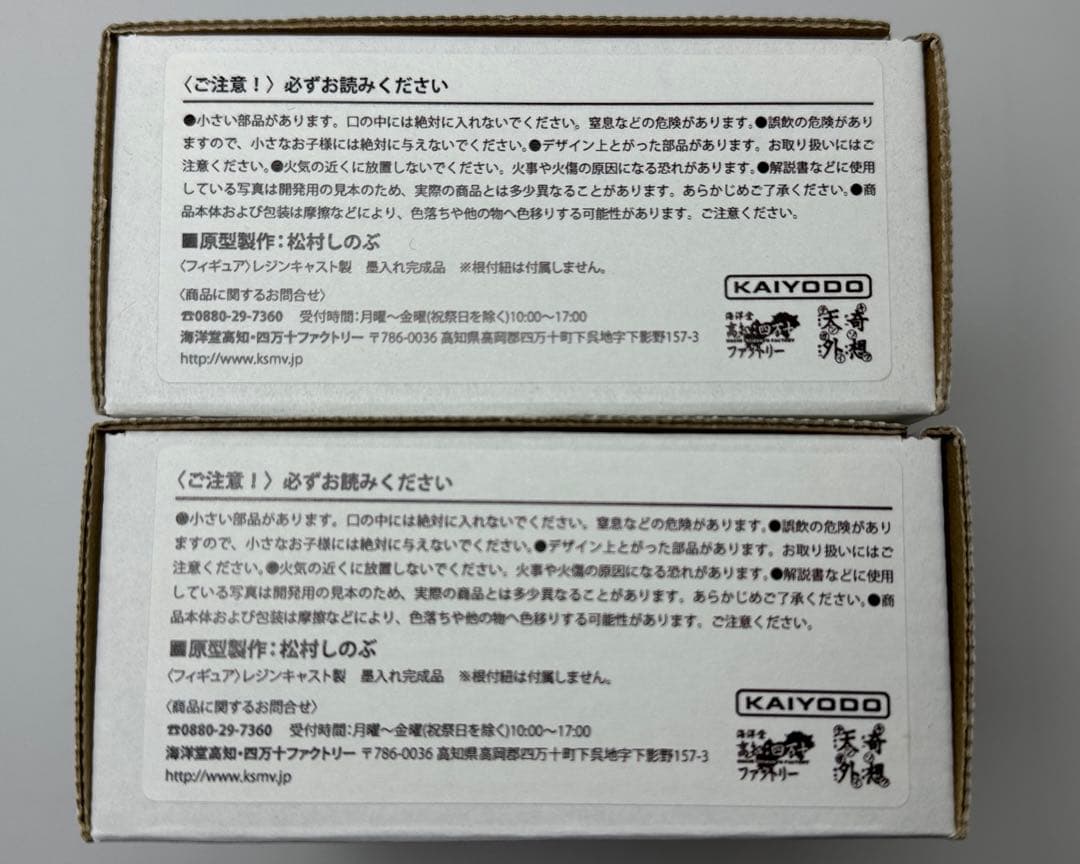 〈ご注意！〉必ずお読みください
●小さい部品があります。口の中には絶対に入れないでください。窒息などの危険があります。●誤飲の危険があり
ますので、小さなお子様には絶対に与えないでください。●デザイン上とがった部品があります。お取り扱いにはご
注意ください。●火気の近くに放置しないでください。火事や火傷の原因になる恐れがあります。●解説書などに使用
している写真は開発用の見本のため、実際の商品とは多少異なることがあります。あらかじめご了承ください。●商
品本体および包装は摩擦などにより、色落ちや他の物へ色移りする可能性があります。ご注意ください。
■原型製作：松村しのぶ
〈フィギュア〉レジンキャスト製　墨入れ完成品　※根付紐は付属しません。
〈商品に関するお問合せ〉
☎0880-29-7360　受付時間：月曜〜金曜(祝祭日を除く)10:00〜17:00
海洋堂高知・四万十ファクトリー 〒786-0036 高知県高岡郡四万十町下呉地字下影野157-3
http://www.ksmv.jp
KAIYODO
海洋堂
高知四万十
ファクトリー
奇想
天外
〈ご注意！〉必ずお読みください
●小さい部品があります。口の中には絶対に入れないでください。窒息などの危険があります。●誤飲の危険があり
ますので、小さなお子様には絶対に与えないでください。●デザイン上とがった部品があります。お取り扱いにはご
注意ください。●火気の近くに放置しないでください。火事や火傷の原因になる恐れがあります。●解説書などに使用
している写真は開発用の見本のため、実際の商品とは多少異なることがあります。あらかじめご了承ください。●商
品本体および包装は摩擦などにより、色落ちや他の物へ色移りする可能性があります。ご注意ください。
■原型製作：松村しのぶ
〈フィギュア〉レジンキャスト製　墨入れ完成品　※根付紐は付属しません。
〈商品に関するお問合せ〉
☎0880-29-7360　受付時間：月曜〜金曜(祝祭日を除く)10:00〜17:00
海洋堂高知・四万十ファクトリー 〒786-0036 高知県高岡郡四万十町下呉地字下影野157-3
http://www.ksmv.jp
KAIYODO
海洋堂
高知四万十
ファクトリー
奇想
天外